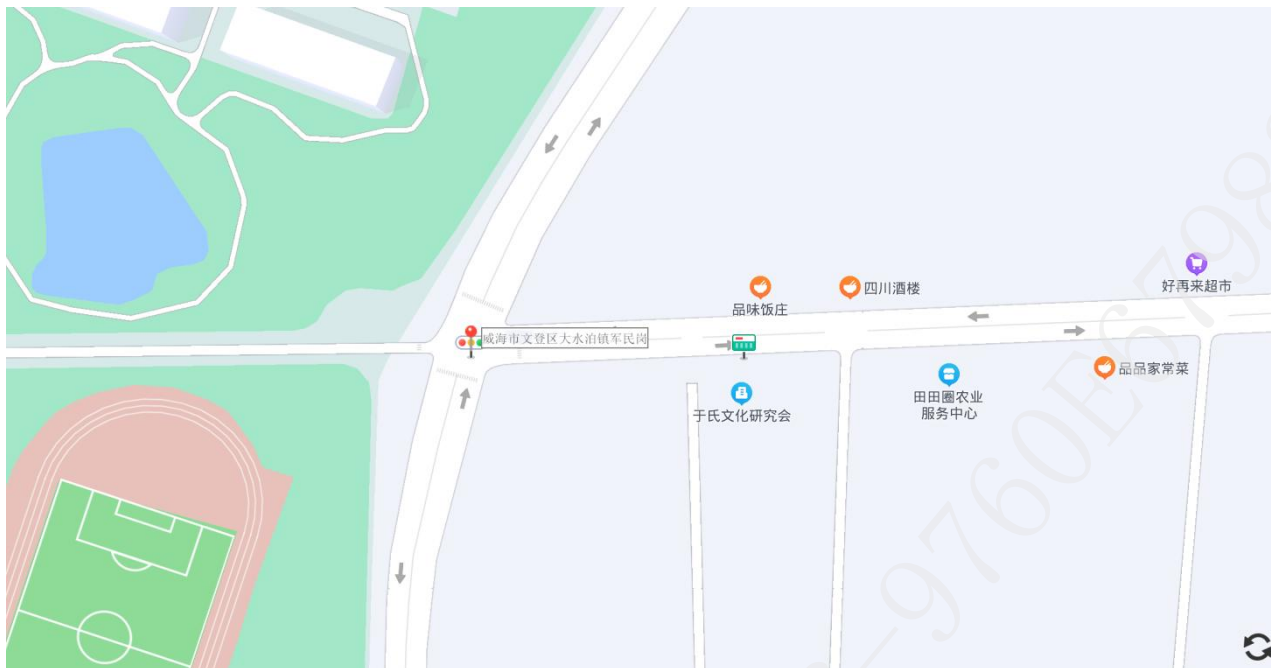 四川酒楼
好再来超市
品味饭庄
威海市文登区大水泊镇军民岗
品品家常菜
田田圈农业
服务中心
于氏文化研究会
-9760E6798